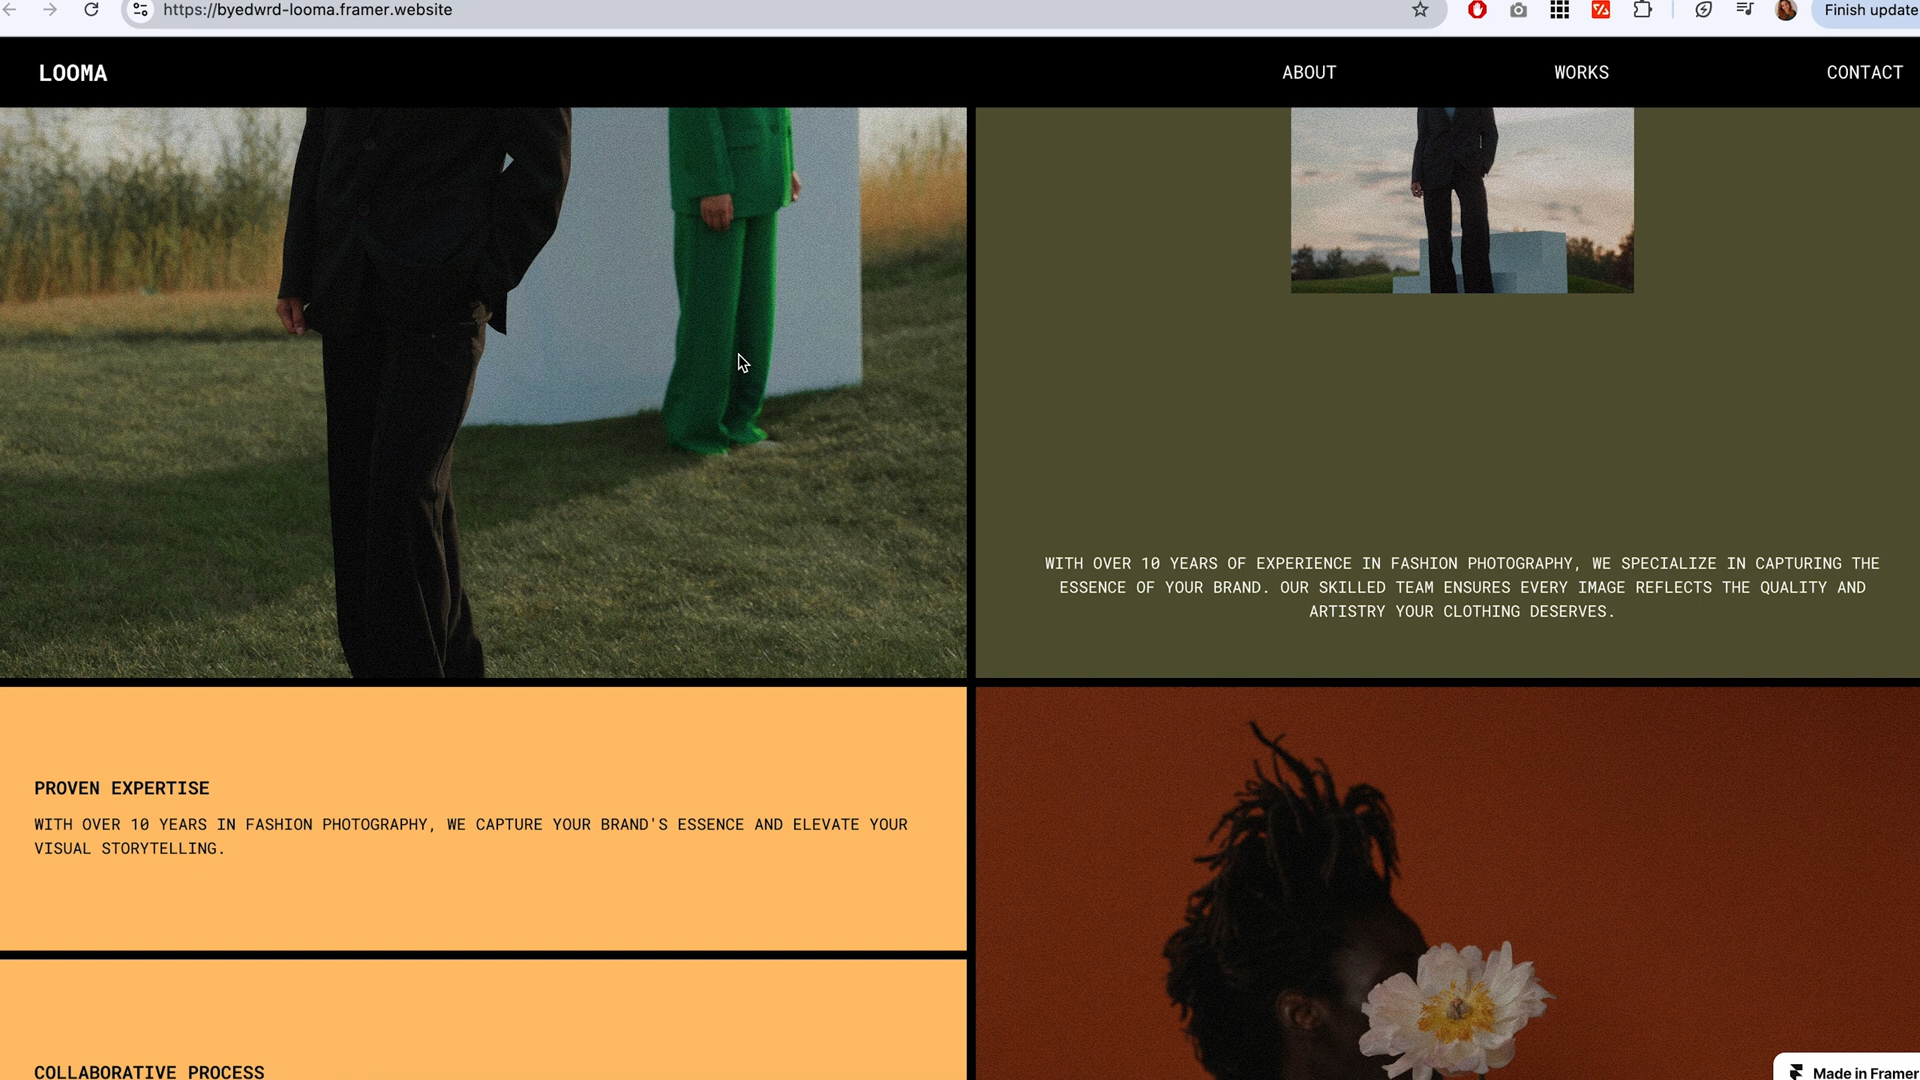 https://byedwrd-looma.framer.website
Finish update
LOOMA
ABOUT
WORKS
CONTACT
WITH OVER 10 YEARS OF EXPERIENCE IN FASHION PHOTOGRAPHY, WE SPECIALIZE IN CAPTURING THE
ESSENCE OF YOUR BRAND. OUR SKILLED TEAM ENSURES EVERY IMAGE REFLECTS THE QUALITY AND
ARTISTRY YOUR CLOTHING DESERVES.
PROVEN EXPERTISE
WITH OVER 10 YEARS IN FASHION PHOTOGRAPHY, WE CAPTURE YOUR BRAND'S ESSENCE AND ELEVATE YOUR
VISUAL STORYTELLING.
COLLABORATIVE PROCESS
Made in Framer